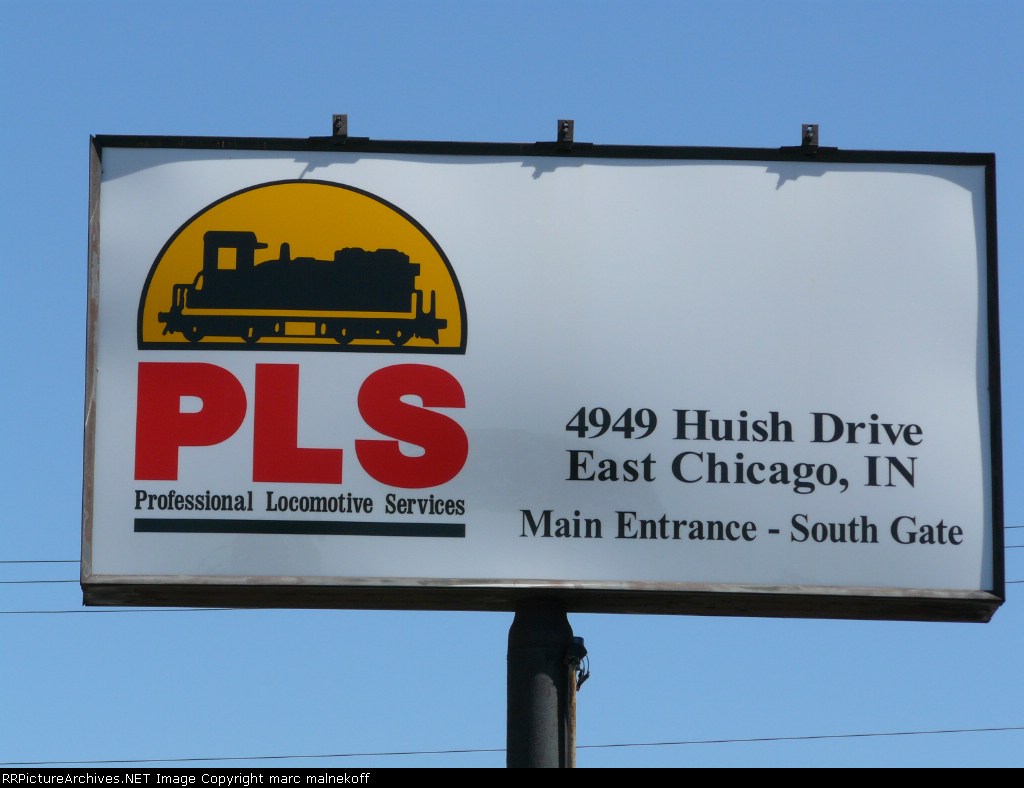 PLS
Professional Locomotive Services
4949 Huish Drive
East Chicago, IN
Main Entrance - South Gate
RRPictureArchives.NET Image Copyright marc malnekoff